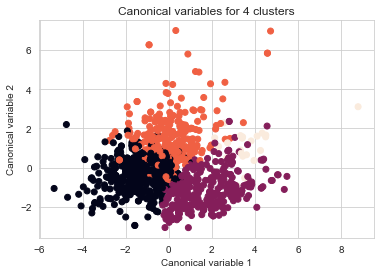 Canonical variables for 4 clusters
6
4
2
0
−2
Canonical variable 2
−6 −4 −2 0 2 4 6 8
Canonical variable 1